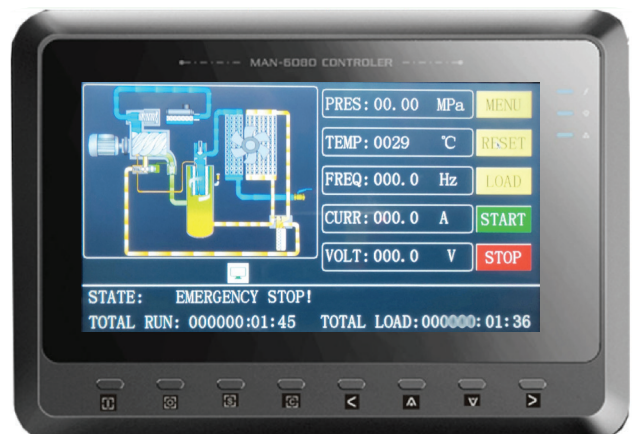 MAN-6080 CONTROLER
PRES:00.00 MPa MENU
TEMP:0029 ℃ RESET
FREQ:000.0 Hz LOAD
CURR:000.0 A START
VOLT:000.0 V STOP
STATE: EMERGENCY STOP!
TOTAL RUN: 000000:01:45 TOTAL LOAD:000000:01:36